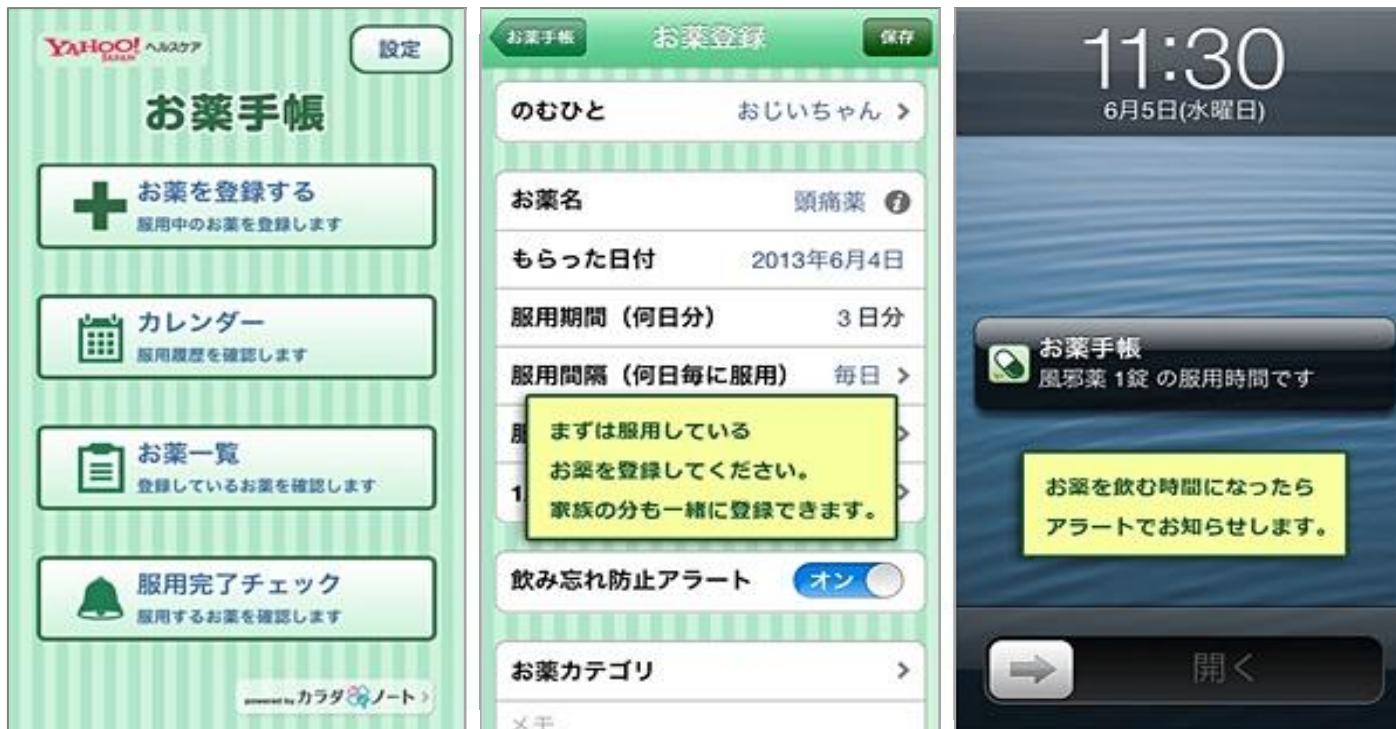 YAHOO! ヘルスケア
JAPAN
設定
お薬手帳
お薬を登録する
服用中のお薬を登録します
カレンダー
服用履歴を確認します
お薬一覧
登録しているお薬を確認します
服用完了チェック
服用するお薬を確認します
powered by カラダノート
お薬手帳
お薬登録
保存
のむひと おじいちゃん
お薬名 頭痛薬
もらった日付 2013年6月4日
服用期間(何日分) 3 日分
服用間隔(何日毎に服用) 毎日
服
1
まずは服用している
お薬を登録してください。
家族の分も一緒に登録できます。
飲み忘れ防止アラート オン
お薬カテゴリ
メモ
11:30
6月5日(水曜日)
お薬手帳
風邪薬 1錠 の服用時間です
お薬を飲む時間になったら
アラートでお知らせします。
開く